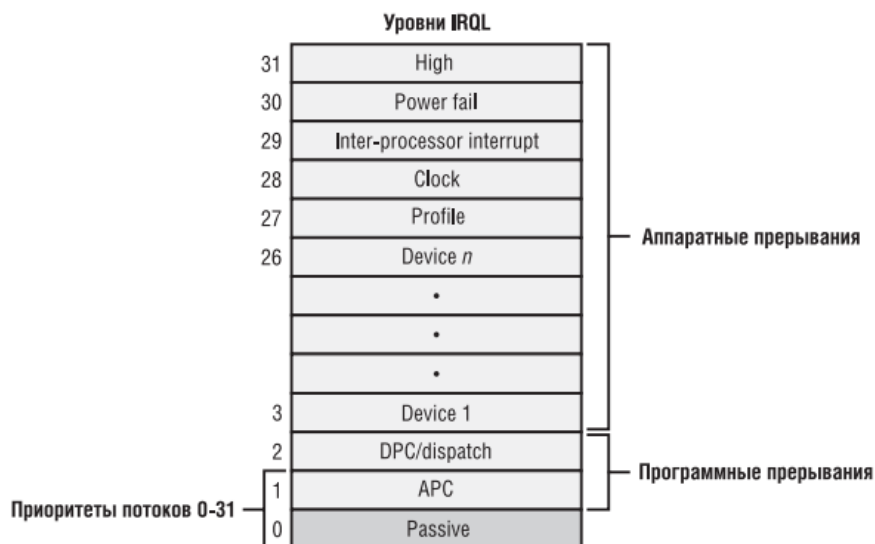 Уровни IRQL
31 High
30 Power fail
29 Inter-processor interrupt
28 Clock
27 Profile
26 Device n
•
•
•
3 Device 1
2 DPC/dispatch
1 APC
0 Passive
Аппаратные прерывания
Программные прерывания
Приоритеты потоков 0-31